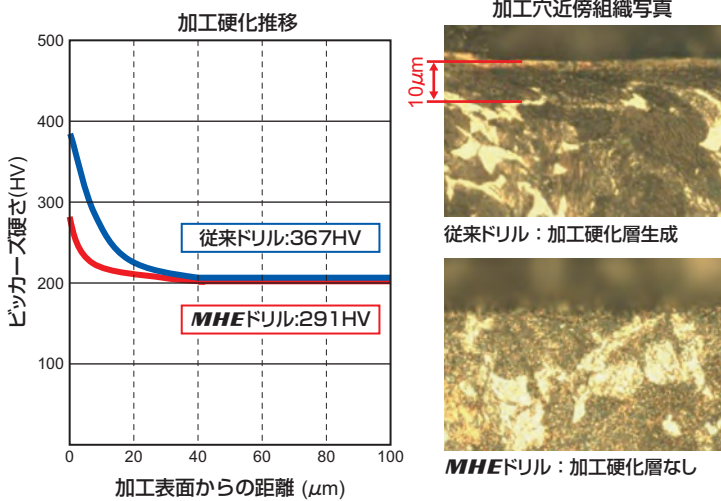 加工硬化推移
500
400
300
200
100
0
20
40
60
80
100
ビッカーズ硬さ(HV)
加工表面からの距離 (μm)
従来ドリル:367HV
MHEドリル:291HV
加工穴近傍組織写真
10μm
従来ドリル：加工硬化層生成
MHEドリル：加工硬化層なし